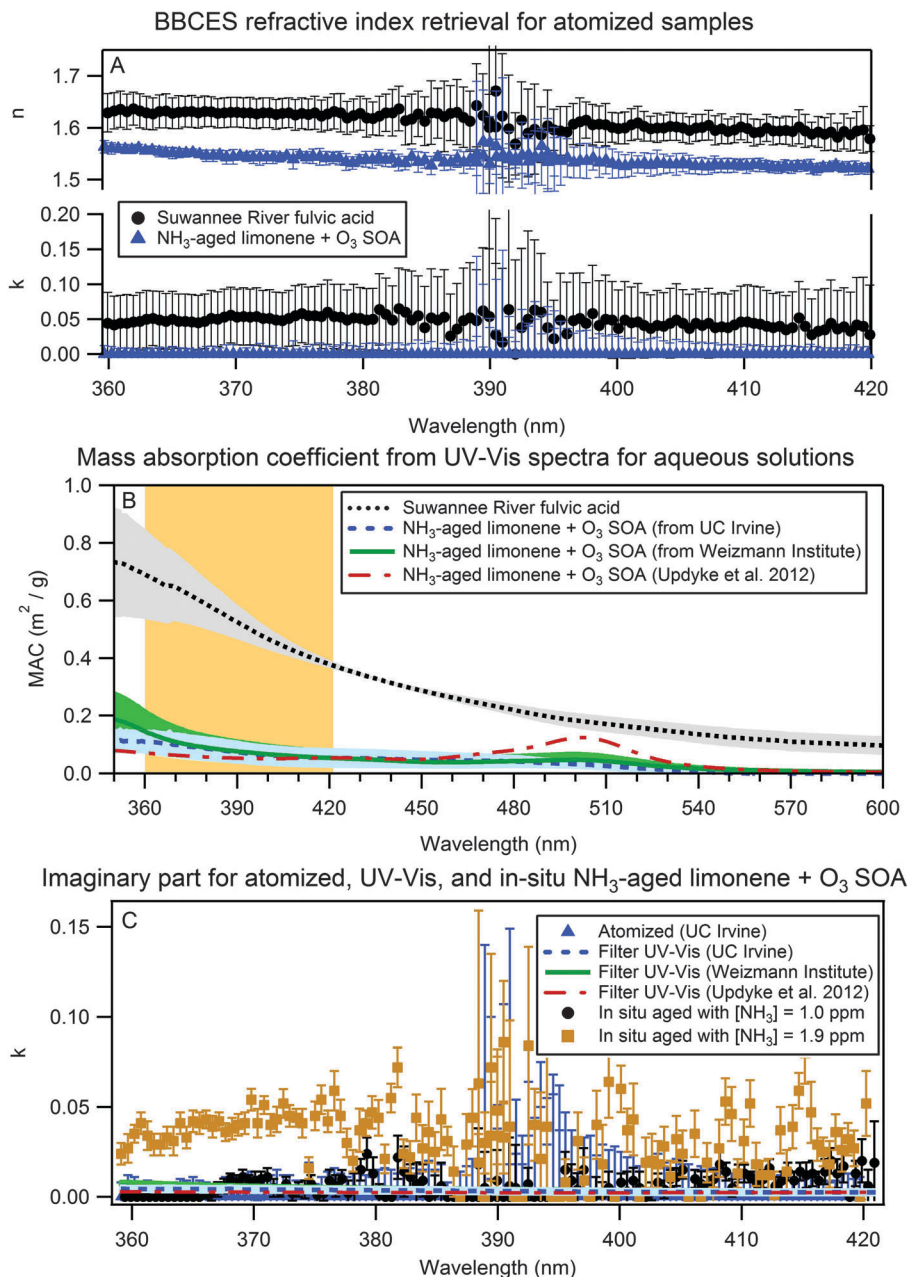 BBCES refractive index retrieval for atomized samples
A
1.7
1.6
1.5
n
Suwannee River fulvic acid
NH₃-aged limonene + O₃ SOA
0.20
0.15
0.10
0.05
0.00
k
360 370 380 390 400 410 420
Wavelength (nm)
Mass absorption coefficient from UV-Vis spectra for aqueous solutions
B
Suwannee River fulvic acid
NH₃-aged limonene + O₃ SOA (from UC Irvine)
NH₃-aged limonene + O₃ SOA (from Weizmann Institute)
NH₃-aged limonene + O₃ SOA (Updyke et al. 2012)
1.0
0.8
0.6
0.4
0.2
0.0
MAC (m² / g)
360 390 420 450 480 510 540 570 600
Wavelength (nm)
Imaginary part for atomized, UV-Vis, and in-situ NH₃-aged limonene + O₃ SOA
C
Atomized (UC Irvine)
Filter UV-Vis (UC Irvine)
Filter UV-Vis (Weizmann Institute)
Filter UV-Vis (Updyke et al. 2012)
In situ aged with [NH₃] = 1.0 ppm
In situ aged with [NH₃] = 1.9 ppm
0.15
0.10
0.05
0.00
k
360 370 380 390 400 410 420
Wavelength (nm)